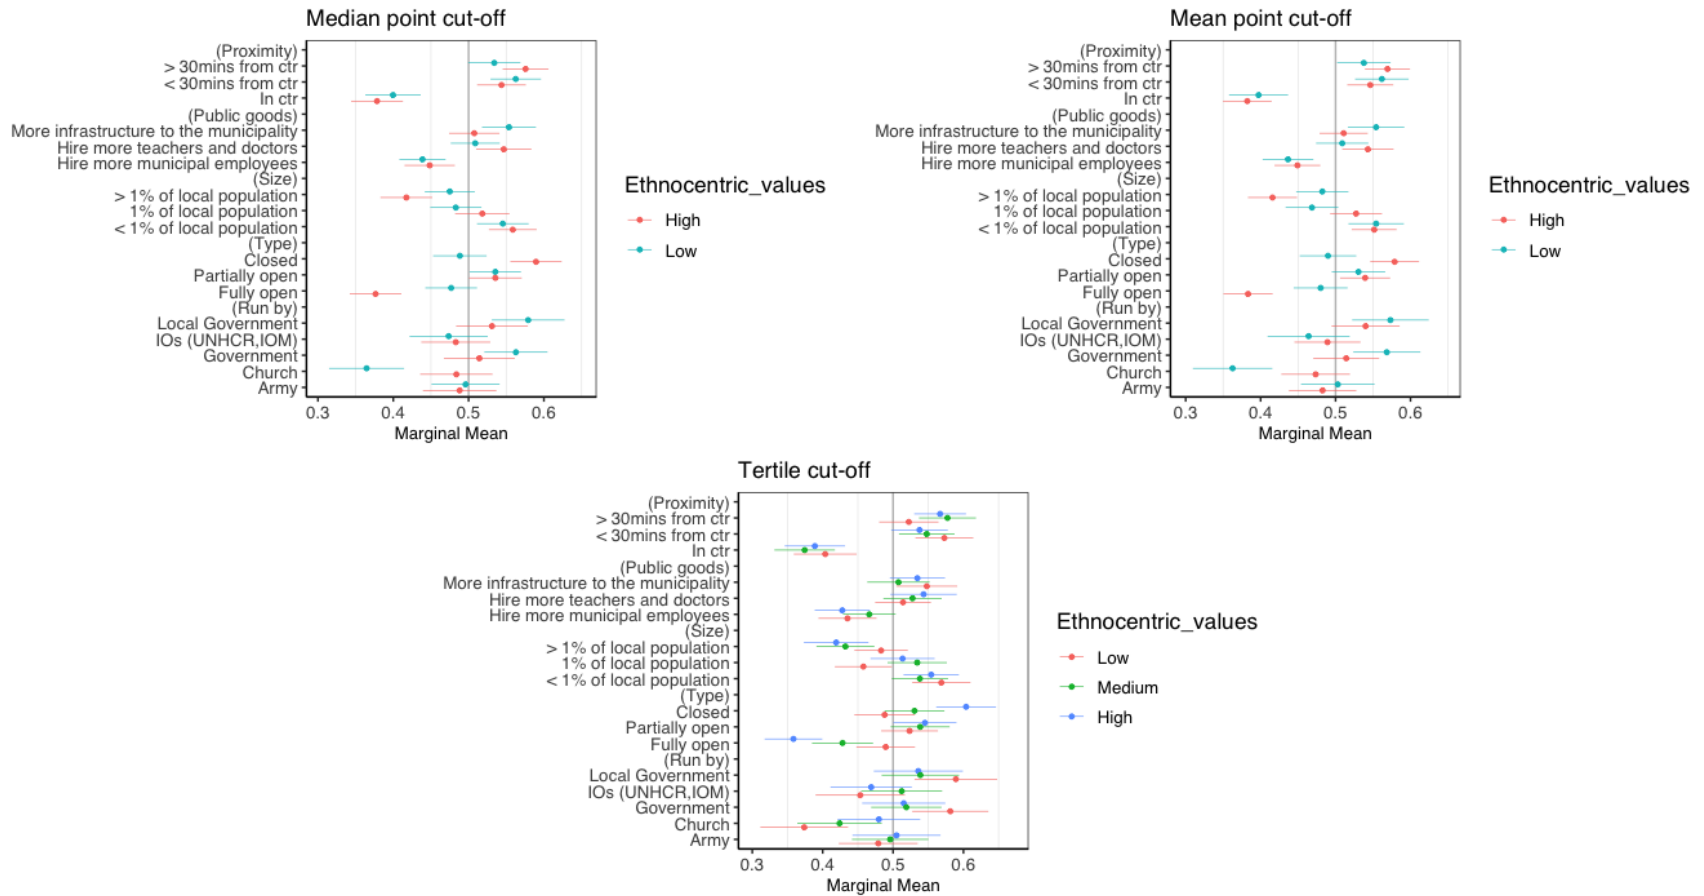 Median point cut-off
(Proximity)
> 30mins from ctr
< 30mins from ctr
In ctr
(Public goods)
More infrastructure to the municipality
Hire more teachers and doctors
Hire more municipal employees
(Size)
> 1% of local population
1% of local population
< 1% of local population
(Type)
Closed
Partially open
Fully open
(Run by)
Local Government
IOs (UNHCR,IOM)
Government
Church
Army
0.3 0.4 0.5 0.6
Marginal Mean
Ethnocentric_values
High
Low
Mean point cut-off
(Proximity)
> 30mins from ctr
< 30mins from ctr
In ctr
(Public goods)
More infrastructure to the municipality
Hire more teachers and doctors
Hire more municipal employees
(Size)
> 1% of local population
1% of local population
< 1% of local population
(Type)
Closed
Partially open
Fully open
(Run by)
Local Government
IOs (UNHCR,IOM)
Government
Church
Army
0.3 0.4 0.5 0.6
Marginal Mean
Ethnocentric_values
High
Low
Tertile cut-off
(Proximity)
> 30mins from ctr
< 30mins from ctr
In ctr
(Public goods)
More infrastructure to the municipality
Hire more teachers and doctors
Hire more municipal employees
(Size)
> 1% of local population
1% of local population
< 1% of local population
(Type)
Closed
Partially open
Fully open
(Run by)
Local Government
IOs (UNHCR,IOM)
Government
Church
Army
0.3 0.4 0.5 0.6
Marginal Mean
Ethnocentric_values
Low
Medium
High